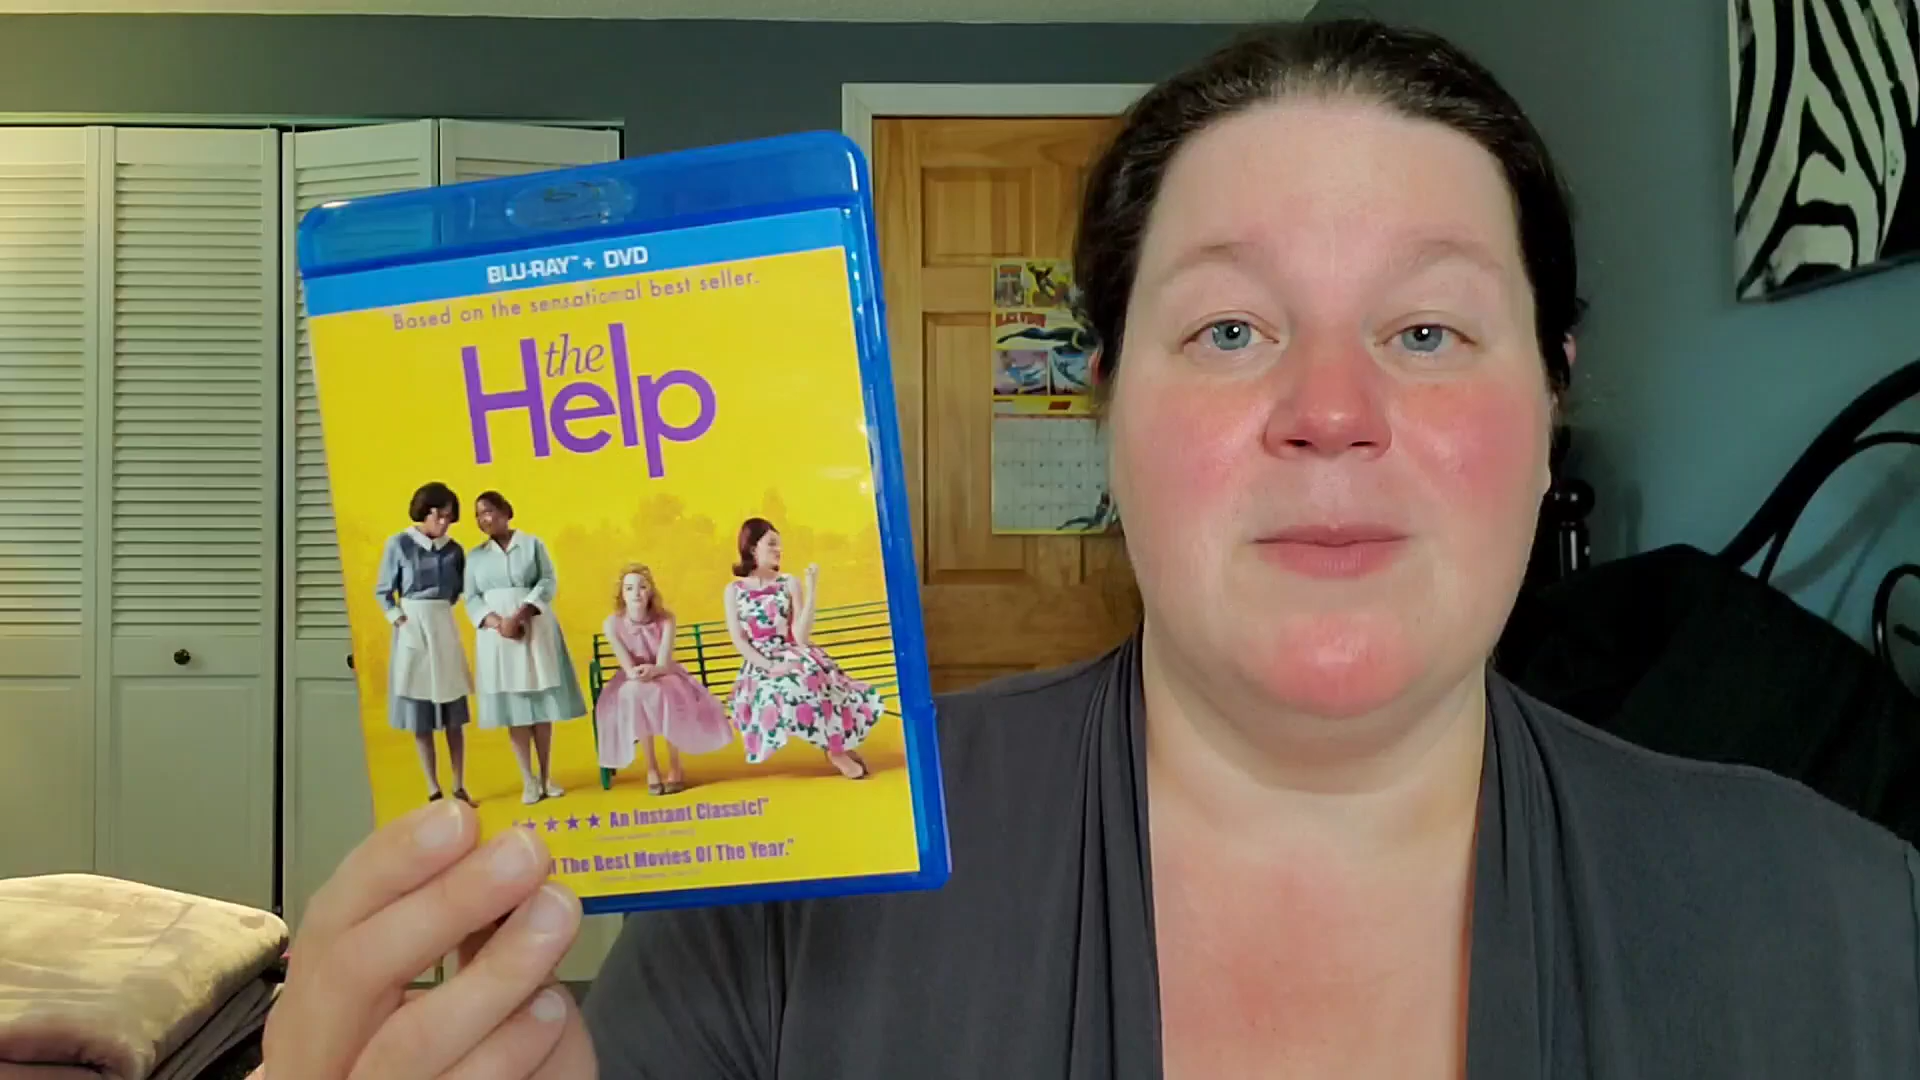 BLU-RAY™ + DVD
Based on the sensational best seller.
the
Help
"★★★★ An Instant Classic!"
The Best Movies Of The Year."